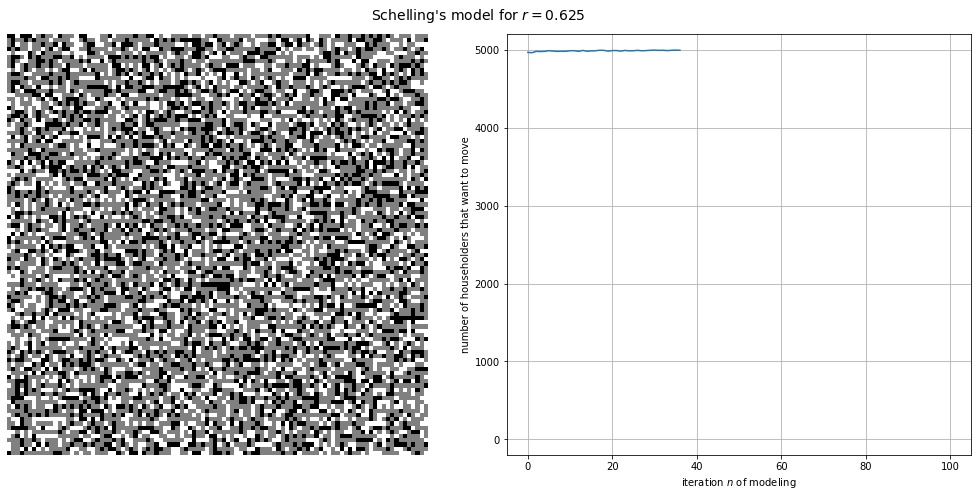 Schelling's model for r = 0.625
number of householders that want to move
5000
4000
3000
2000
1000
0
0 20 40 60 80 100
iteration n of modeling